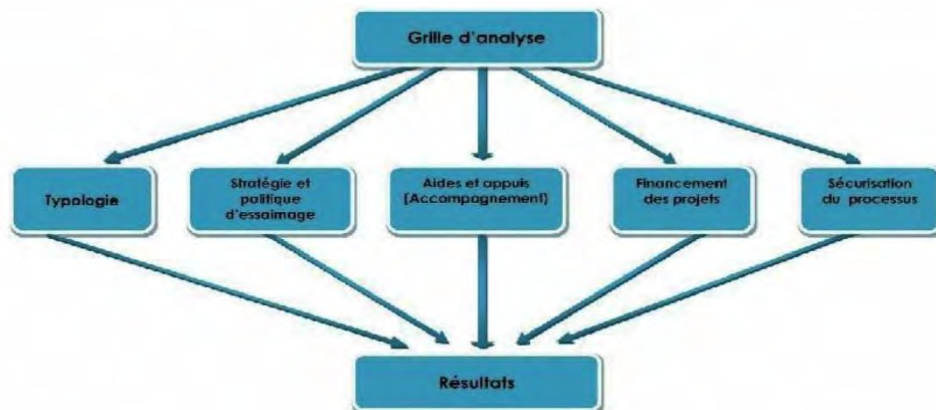 Grille d'analyse
Typologie
Stratégie et
politique
d'essaimage
Aides et appuis
(Accompagnement)
Financement
des projets
Sécurisation
du processus
Résultats